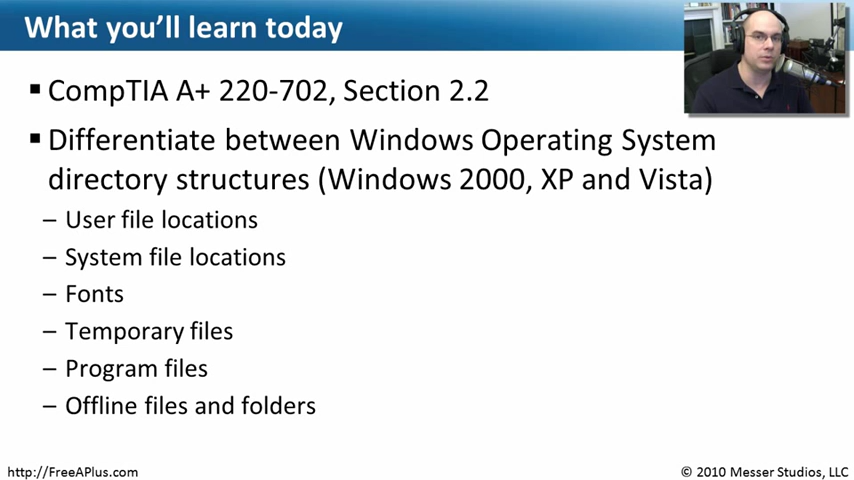 What you'll learn today
▪ CompTIA A+ 220-702, Section 2.2
▪ Differentiate between Windows Operating System
directory structures (Windows 2000, XP and Vista)
– User file locations
– System file locations
– Fonts
– Temporary files
– Program files
– Offline files and folders
http://FreeAPlus.com
© 2010 Messer Studios, LLC